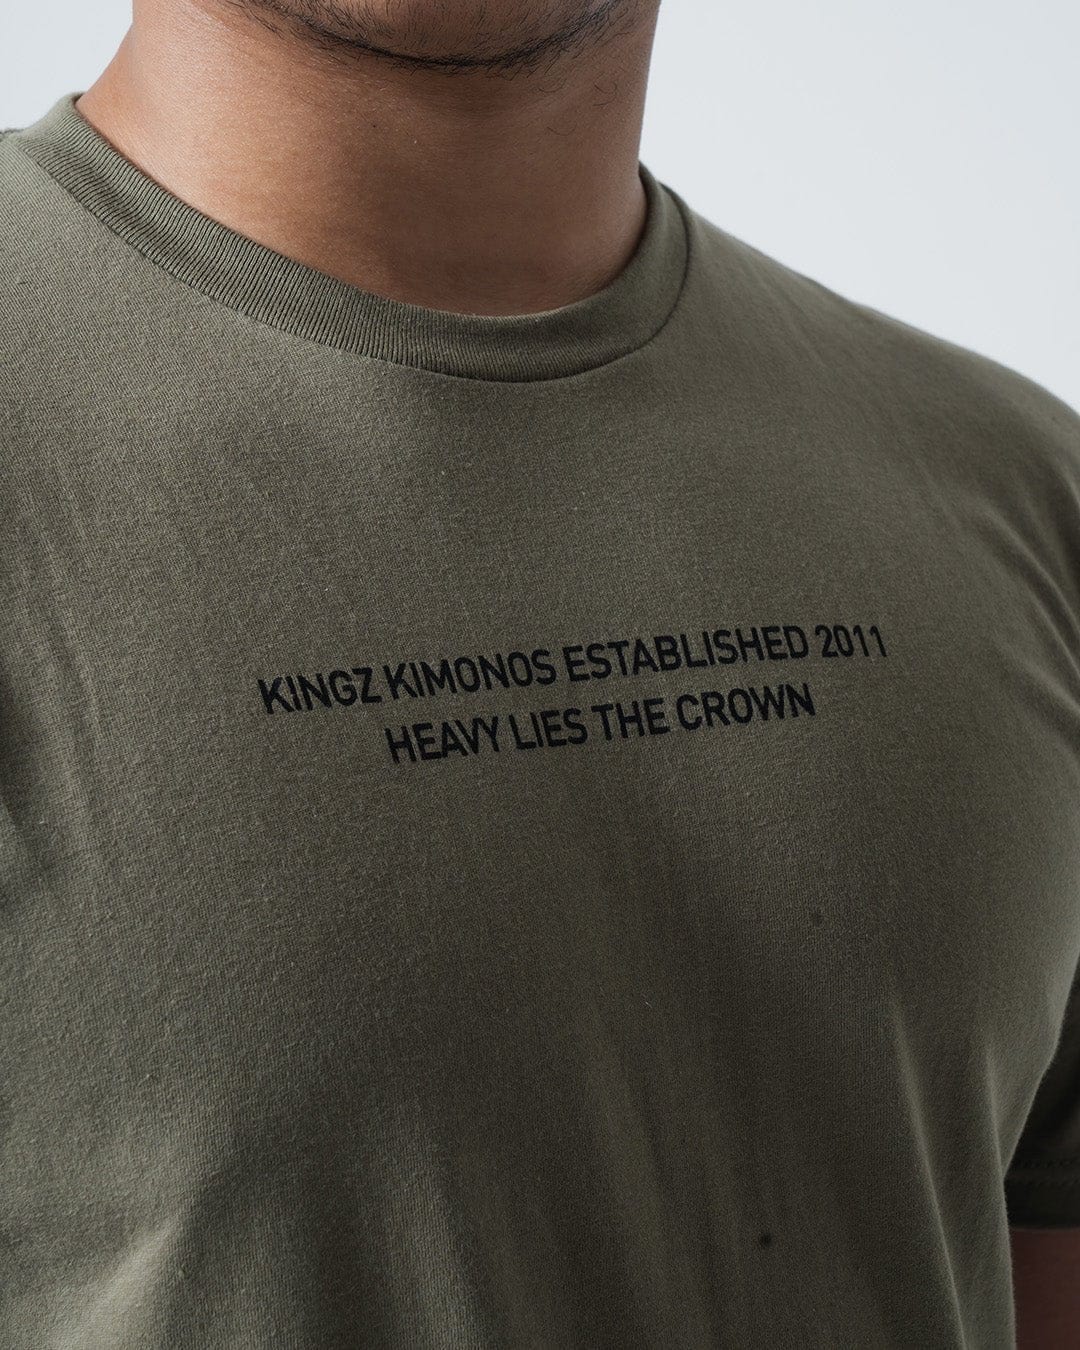 KINGZ KIMONOS ESTABLISHED 2011
HEAVY LIES THE CROWN